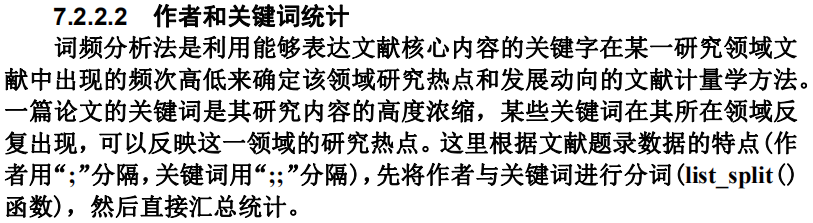 7.2.2.2 作者和关键词统计
词频分析法是利用能够表达文献核心内容的关键字在某一研究领域文
献中出现的频次高低来确定该领域研究热点和发展动向的文献计量学方法。
一篇论文的关键词是其研究内容的高度浓缩，某些关键词在其所在领域反
复出现，可以反映这一领域的研究热点。这里根据文献题录数据的特点(作
者用“;”分隔，关键词用“;;”分隔)，先将作者与关键词进行分词(list_split()
函数)，然后直接汇总统计。